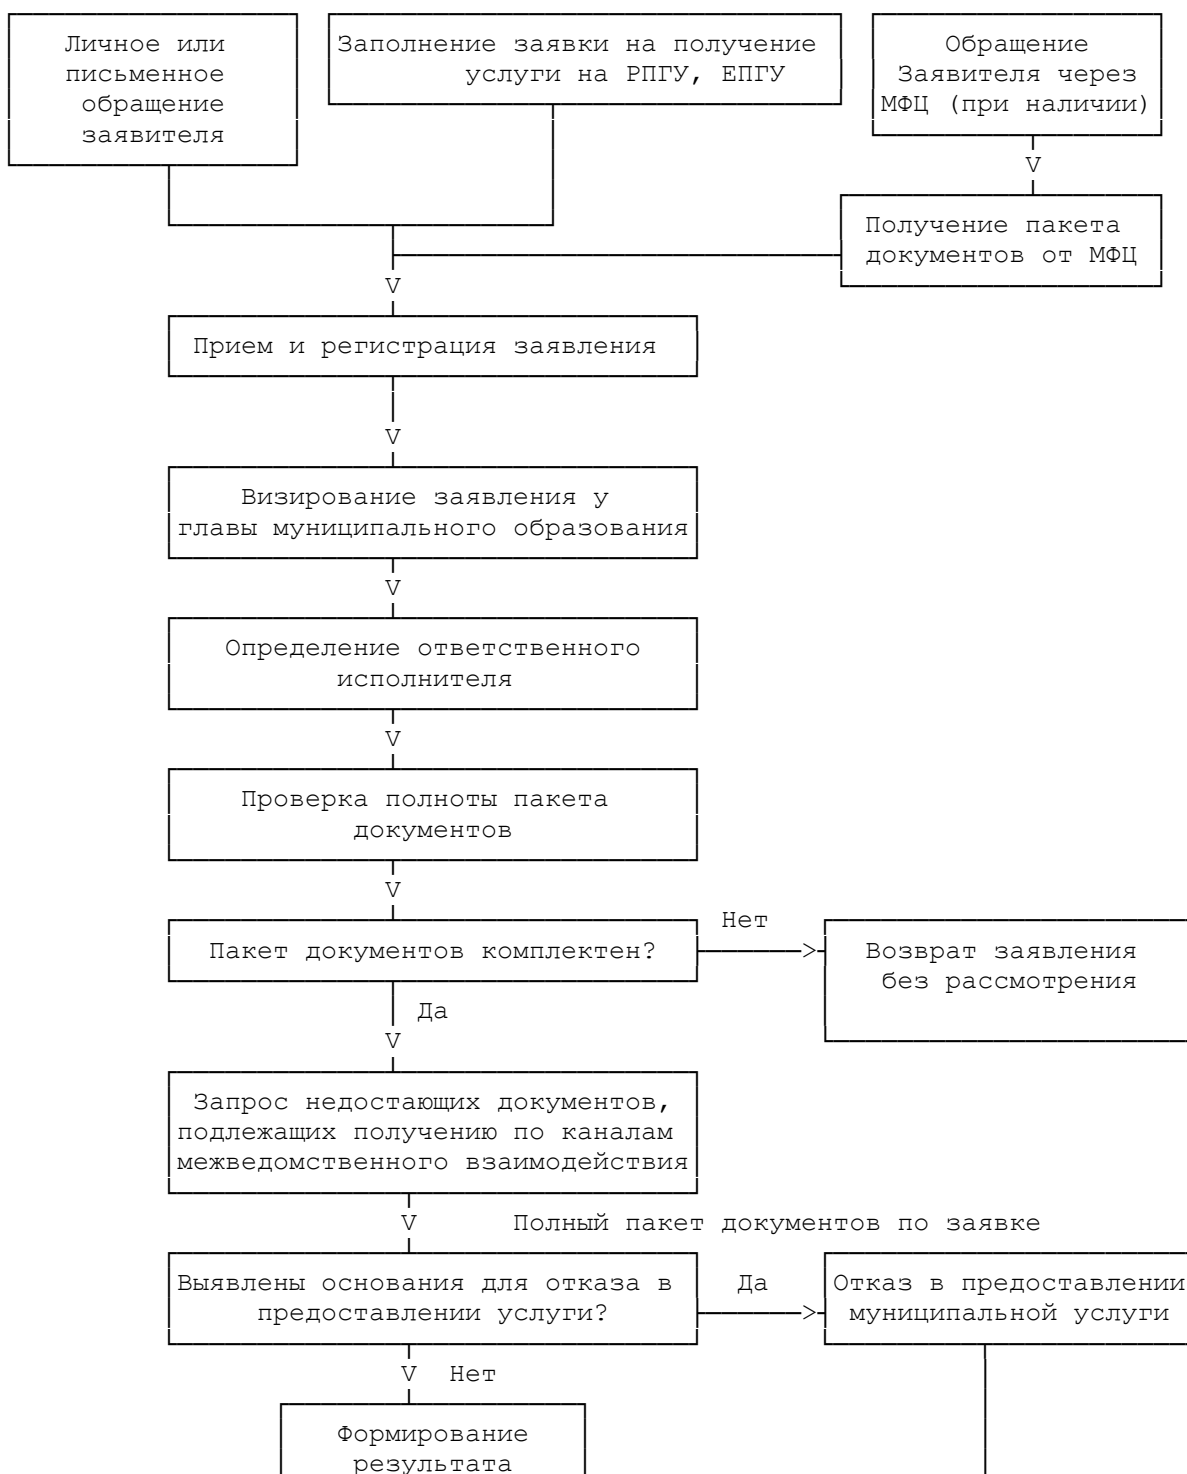 Личное или
письменное
обращение
заявителя
Заполнение заявки на получение
услуги на РПГУ, ЕПГУ
Обращение
Заявителя через
МФЦ (при наличии)
V
Получение пакета
документов от МФЦ
V
Прием и регистрация заявления
V
Визирование заявления у
главы муниципального образования
V
Определение ответственного
исполнителя
V
Проверка полноты пакета
документов
V
Пакет документов комплектен?
Нет
>
Возврат заявления
без рассмотрения
Да
V
Запрос недостающих документов,
подлежащих получению по каналам
межведомственного взаимодействия
V
Полный пакет документов по заявке
Выявлены основания для отказа в
предоставлении услуги?
Да
>
Отказ в предоставлении
муниципальной услуги
V Нет
Формирование
результата